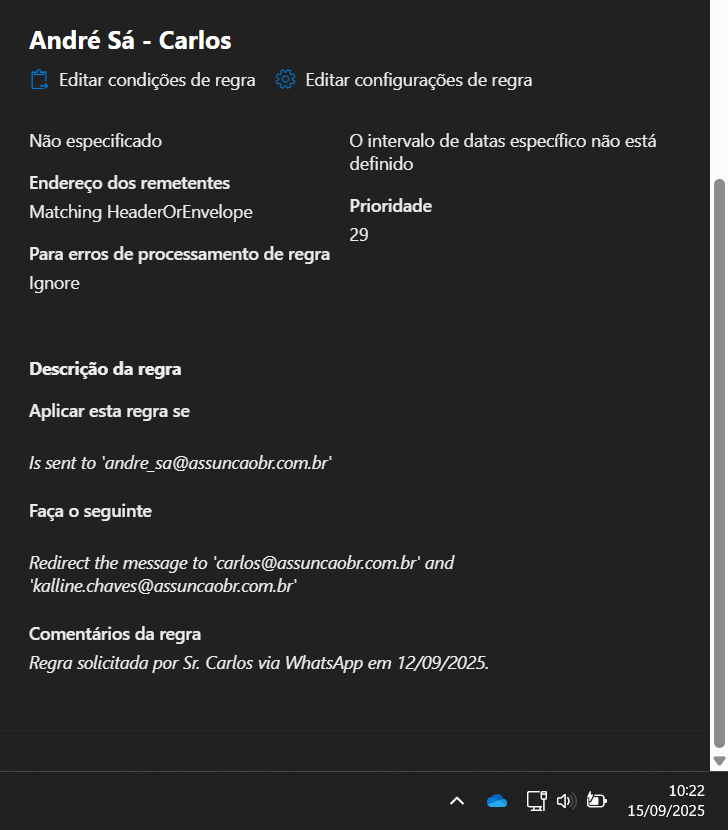 André Sá - Carlos
Editar condições de regra
Editar configurações de regra
Não especificado
Endereço dos remetentes
Matching HeaderOrEnvelope
Para erros de processamento de regra
Ignore
O intervalo de datas específico não está
definido
Prioridade
29
Descrição da regra
Aplicar esta regra se
Is sent to 'andre_sa@assuncaobr.com.br'
Faça o seguinte
Redirect the message to 'carlos@assuncaobr.com.br' and
'kalline.chaves@assuncaobr.com.br'
Comentários da regra
Regra solicitada por Sr. Carlos via WhatsApp em 12/09/2025.
10:22
15/09/2025